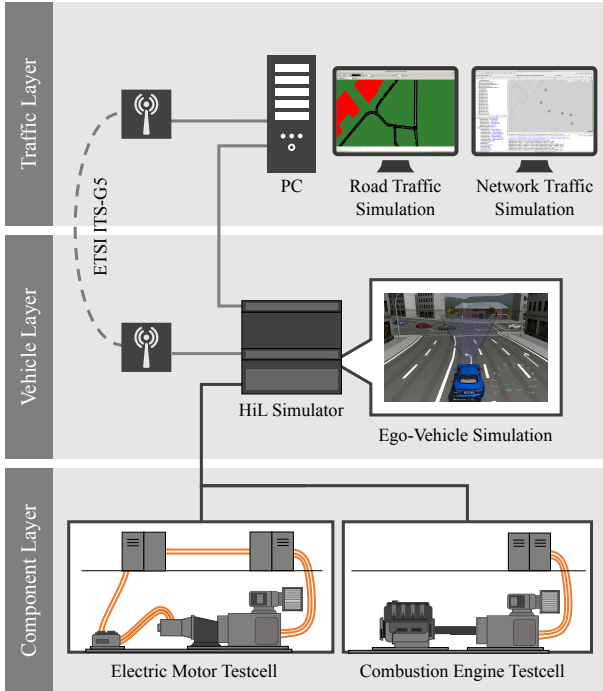 Traffic Layer
ETSI ITS-G5
PC
Road Traffic
Simulation
Network Traffic
Simulation
Vehicle Layer
HiL Simulator
Ego-Vehicle Simulation
Component Layer
Electric Motor Testcell
Combustion Engine Testcell